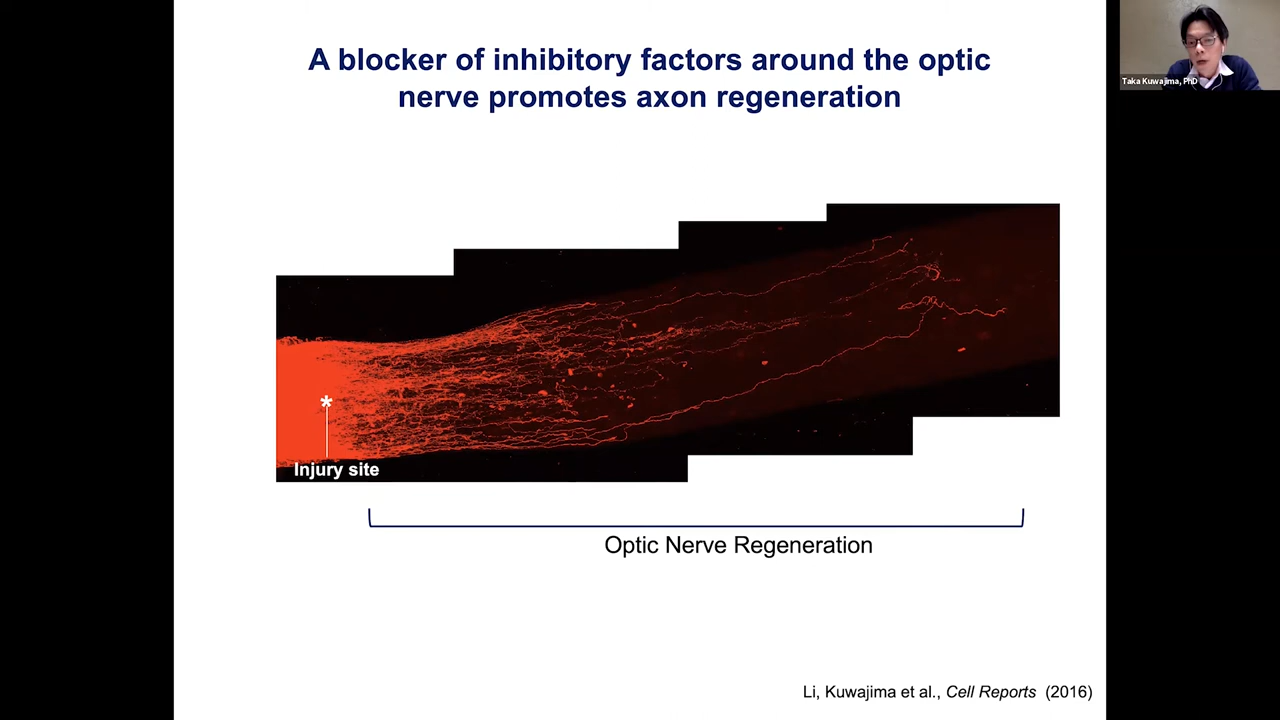 A blocker of inhibitory factors around the optic
nerve promotes axon regeneration
Taka Kuwajima, PhD
*
Injury site
Optic Nerve Regeneration
Li, Kuwajima et al., Cell Reports (2016)